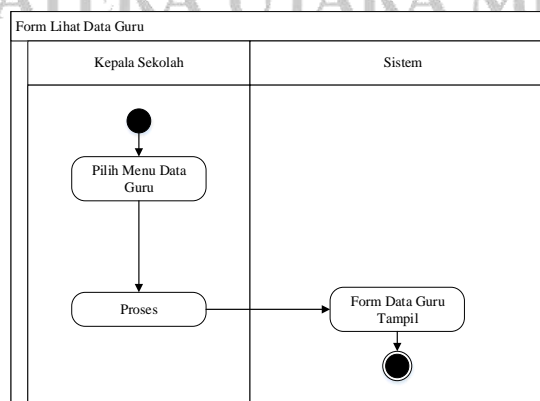 Form Lihat Data Guru
Kepala Sekolah
Sistem
Pilih Menu Data
Guru
Proses
Form Data Guru
Tampil